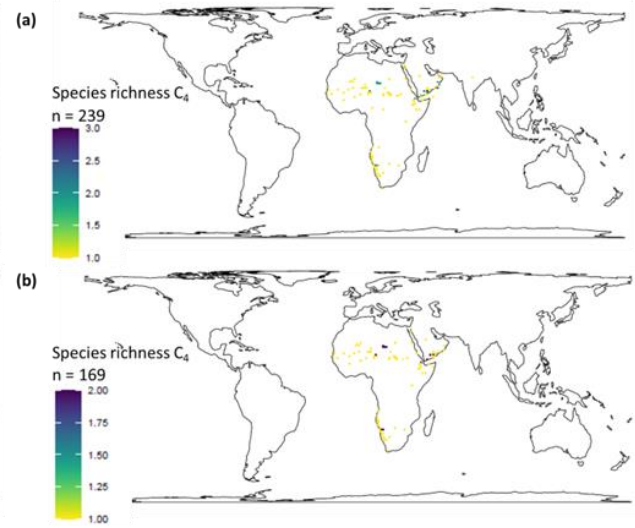 (a)
Species richness C₄
n = 239
3.0
2.5
2.0
1.5
1.0
(b)
Species richness C₄
n = 169
2.00
1.75
1.50
1.25
1.00